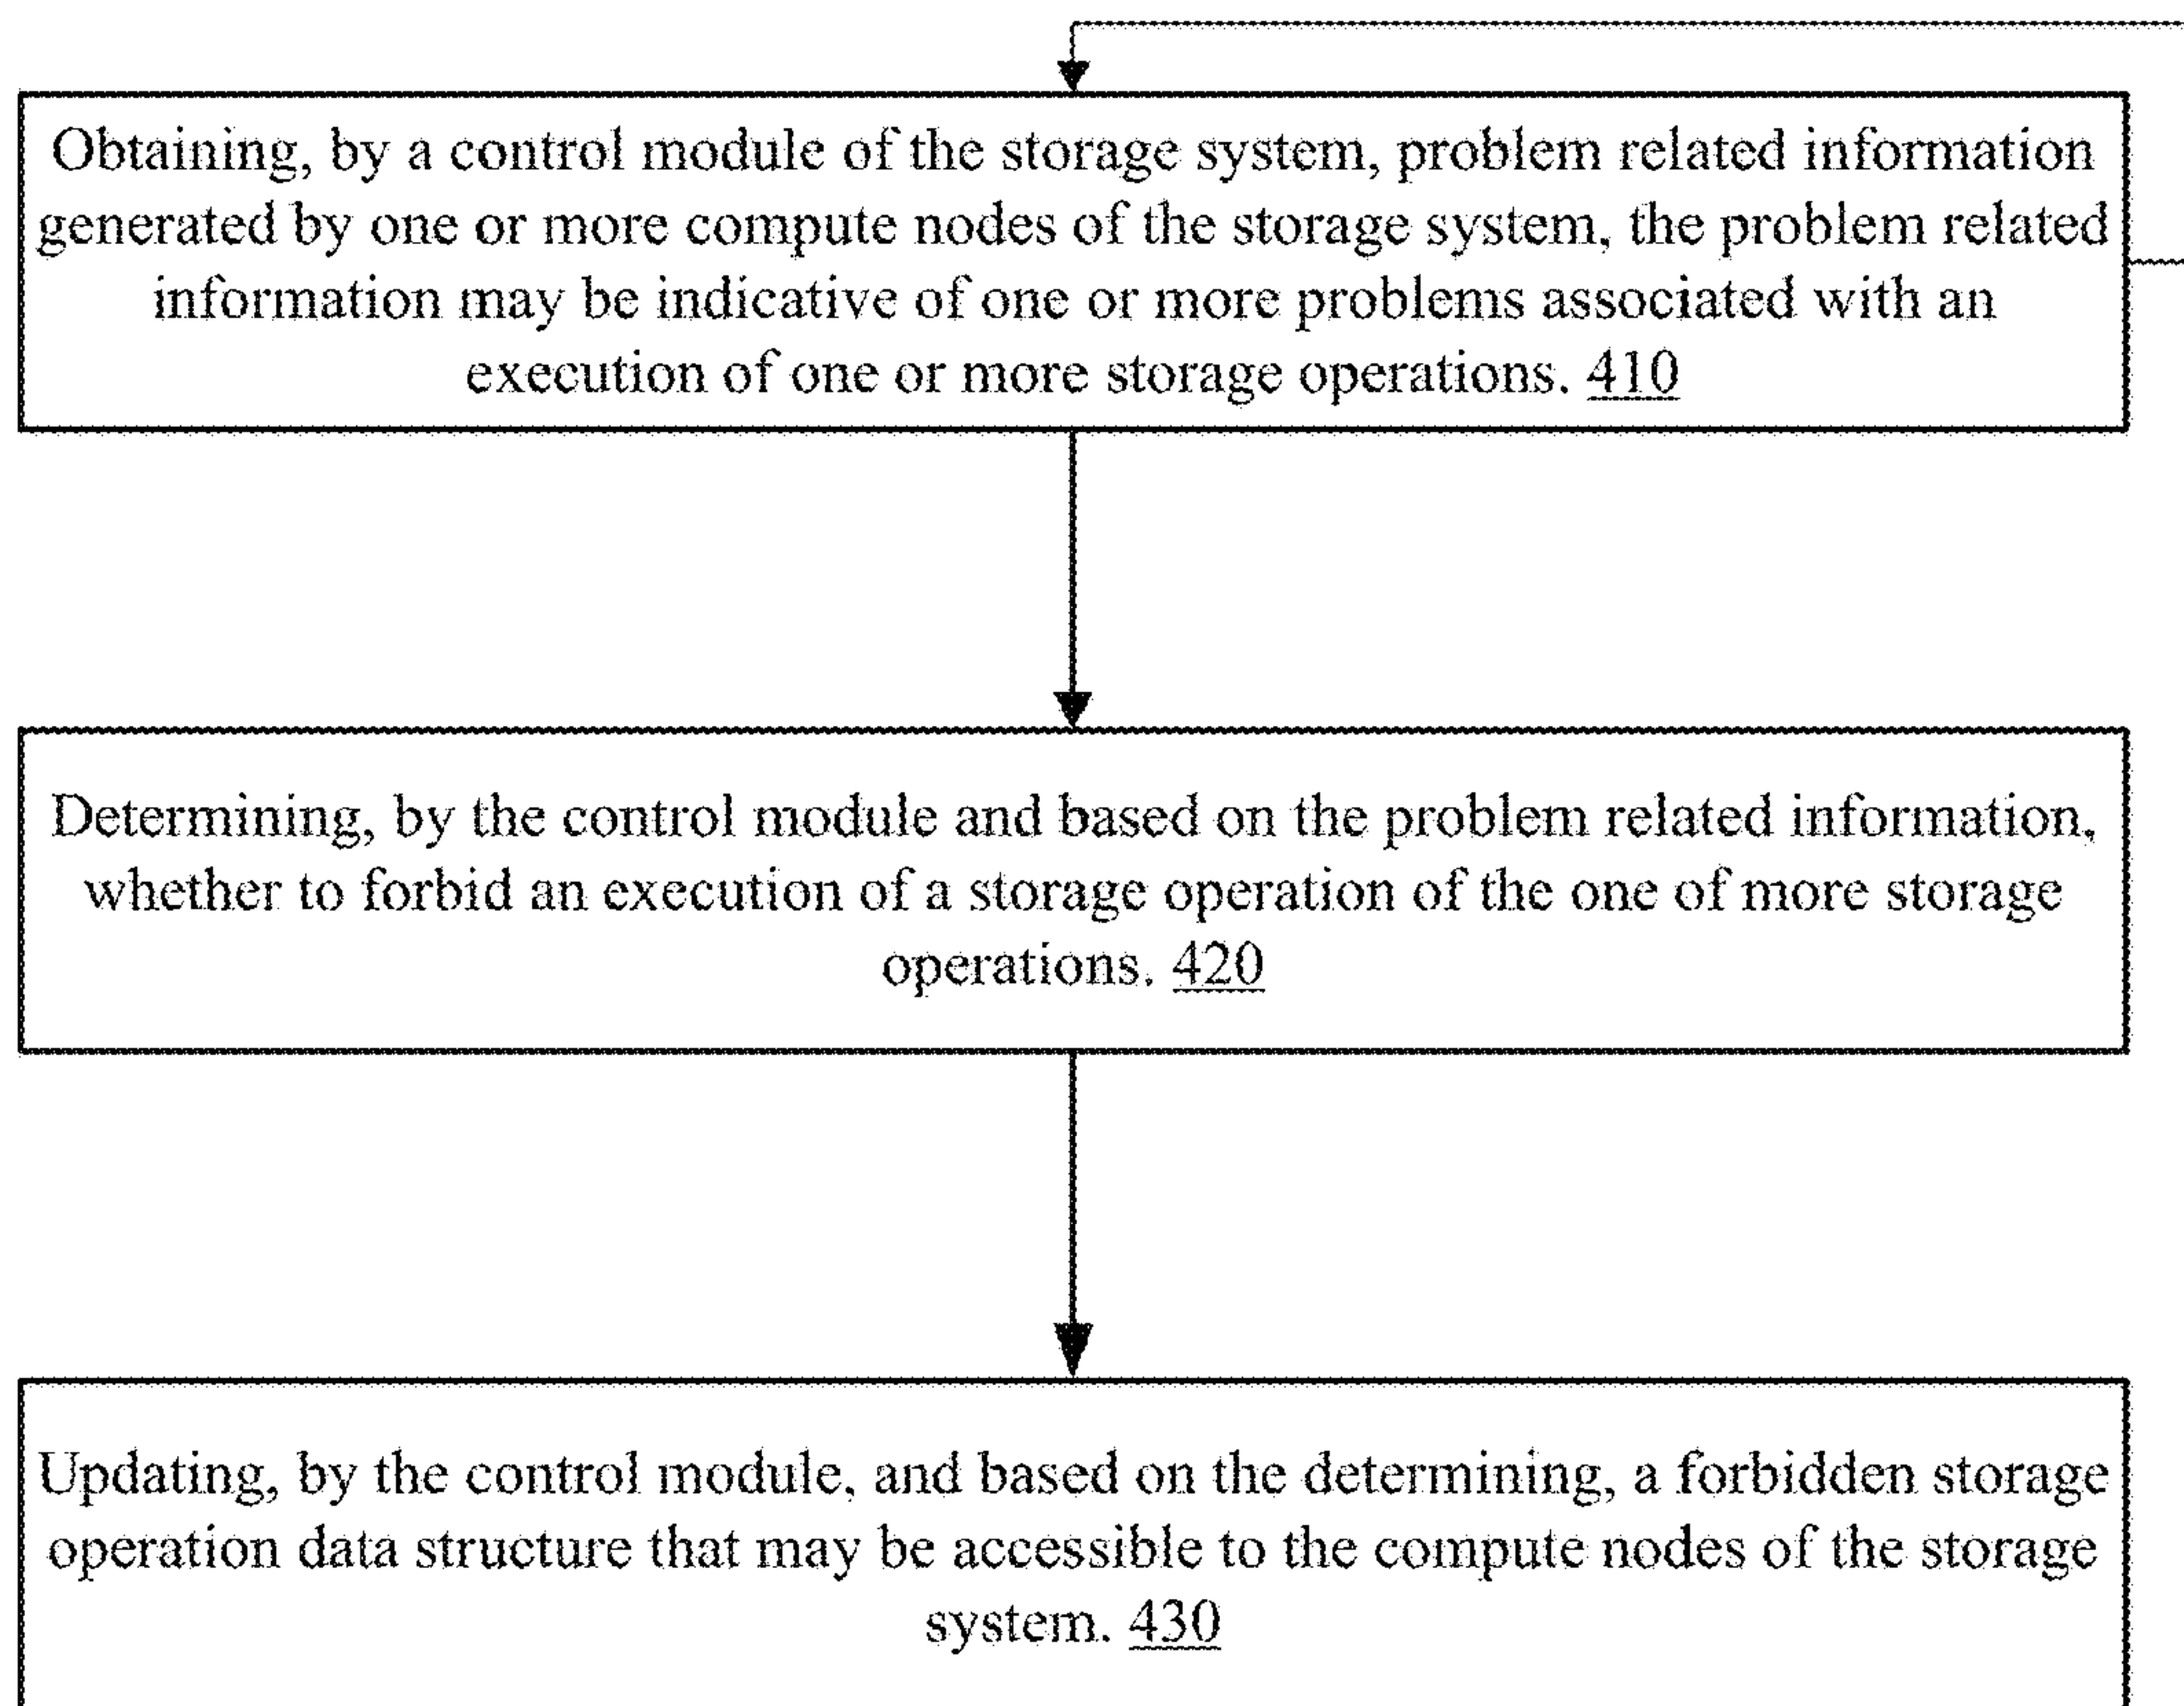 Obtaining, by a control module of the storage system, problem related information
generated by one or more compute nodes of the storage system, the problem related
information may be indicative of one or more problems associated with an
execution of one or more storage operations. 410
Determining, by the control module and based on the problem related information,
whether to forbid an execution of a storage operation of the one of more storage
operations. 420
Updating, by the control module, and based on the determining, a forbidden storage
operation data structure that may be accessible to the compute nodes of the storage
system. 430